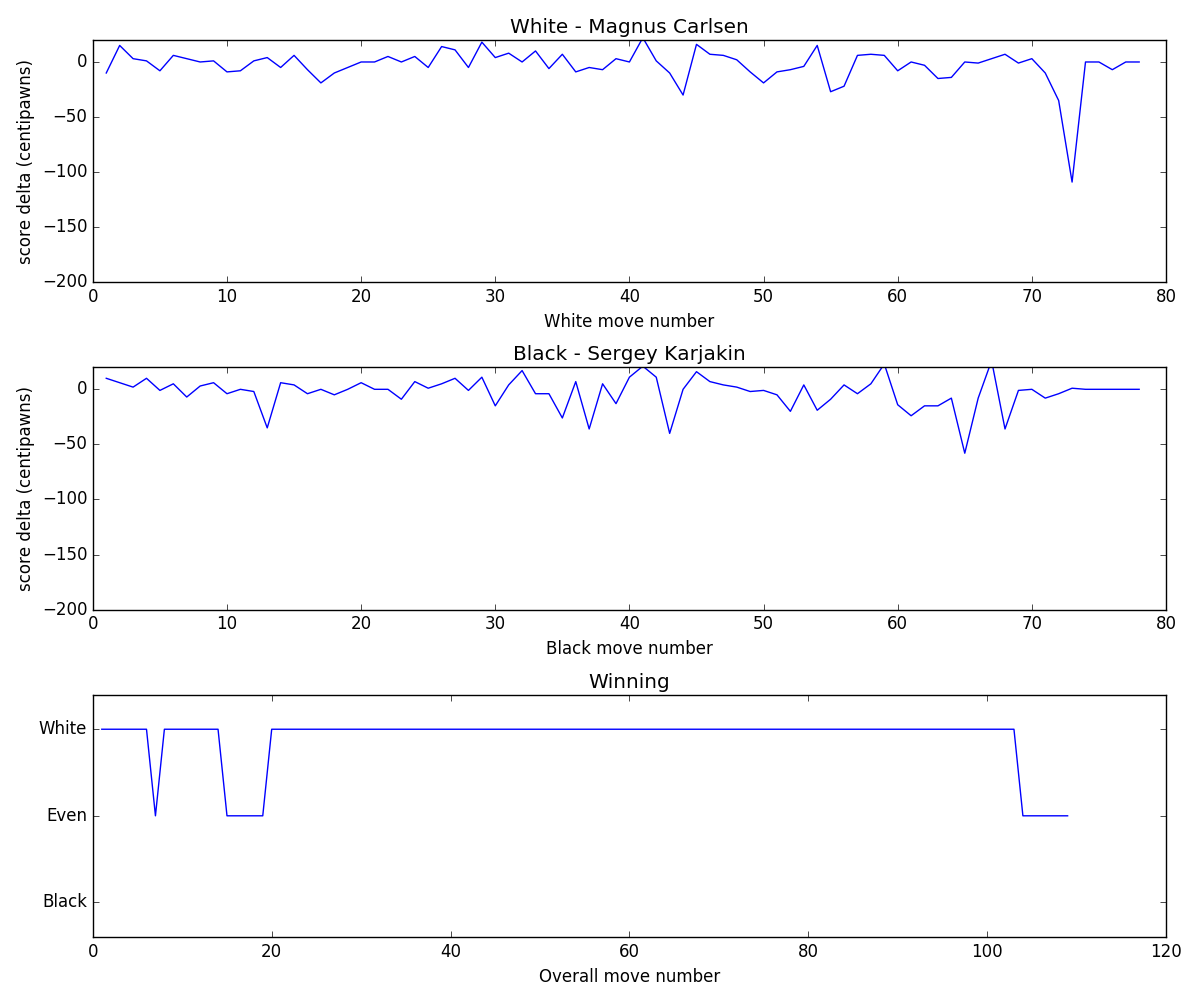 White - Magnus Carlsen
score delta (centipawns)
0
−50
−100
−150
−200
0 10 20 30 40 50 60 70 80
White move number
Black - Sergey Karjakin
score delta (centipawns)
0
−50
−100
−150
−200
0 10 20 30 40 50 60 70 80
Black move number
Winning
White
Even
Black
0 20 40 60 80 100 120
Overall move number